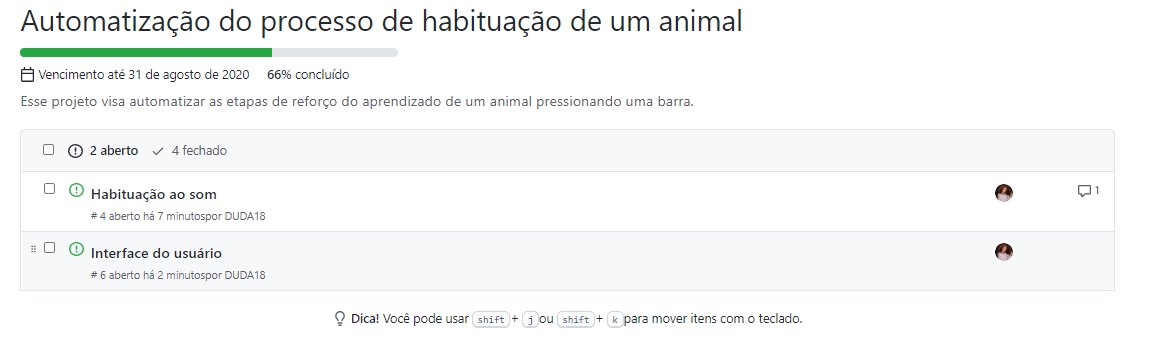 Automatização do processo de habituação de um animal
Vencimento até 31 de agosto de 2020 66% concluído
Esse projeto visa automatizar as etapas de reforço do aprendizado de um animal pressionando uma barra.
2 aberto 4 fechado
Habituação ao som 1
# 4 aberto há 7 minutospor DUDA18
Interface do usuário
# 6 aberto há 2 minutospor DUDA18
Dica! Você pode usar shift + j ou shift + k para mover itens com o teclado.